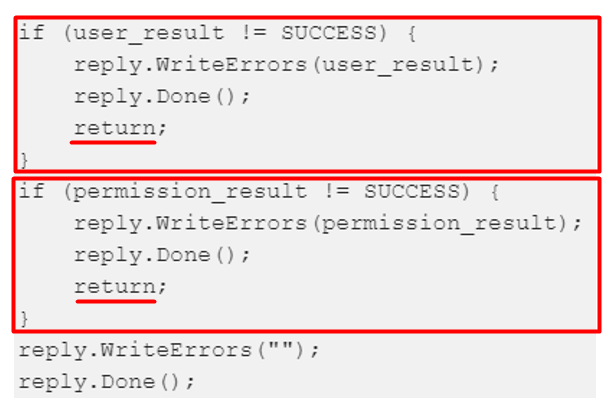 if (user_result != SUCCESS) {
    reply.WriteErrors(user_result);
    reply.Done();
    return;
}
if (permission_result != SUCCESS) {
    reply.WriteErrors(permission_result);
    reply.Done();
    return;
}
reply.WriteErrors("");
reply.Done();